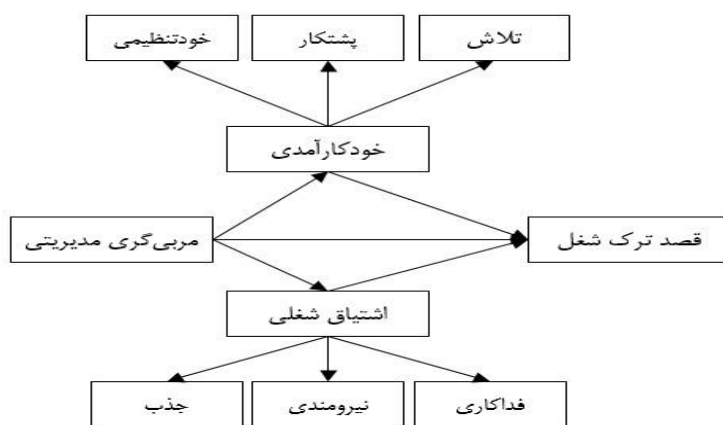 تلاش
پشتکار
خودتنظیمی
خودکارآمدی
قصد ترک شغل
مربی‌گری مدیریتی
اشتیاق شغلی
فداکاری
نیرومندی
جذب